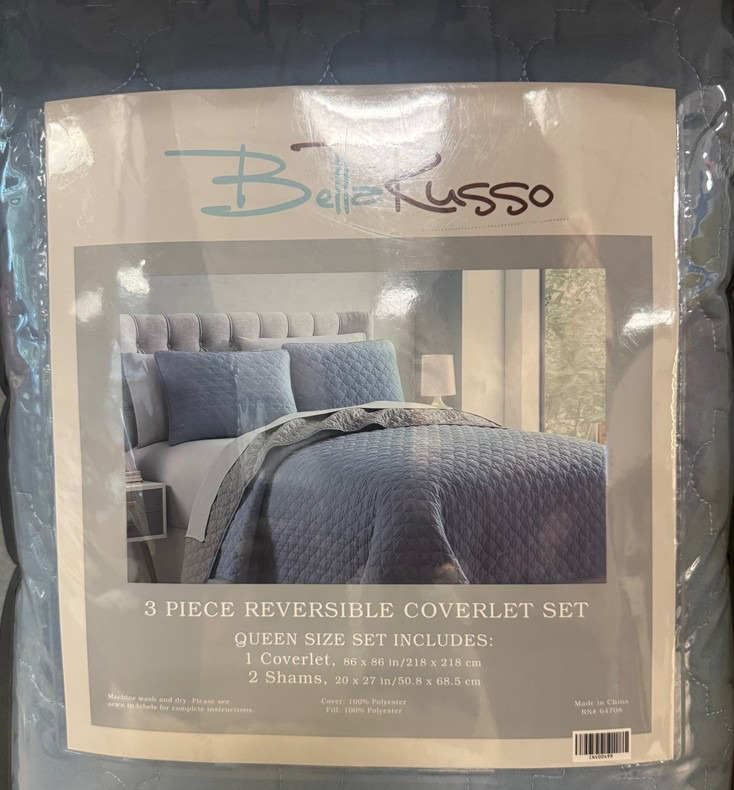 Bella Russo
3 PIECE REVERSIBLE COVERLET SET
QUEEN SIZE SET INCLUDES:
1 Coverlet, 86 x 86 in/218 x 218 cm
2 Shams, 20 x 27 in/50.8 x 68.5 cm
Machine wash and dry. Please see
sewn in labels for complete instructions.
Cover: 100% Polyester
Fill: 100% Polyester
Made in China
RN# 64708